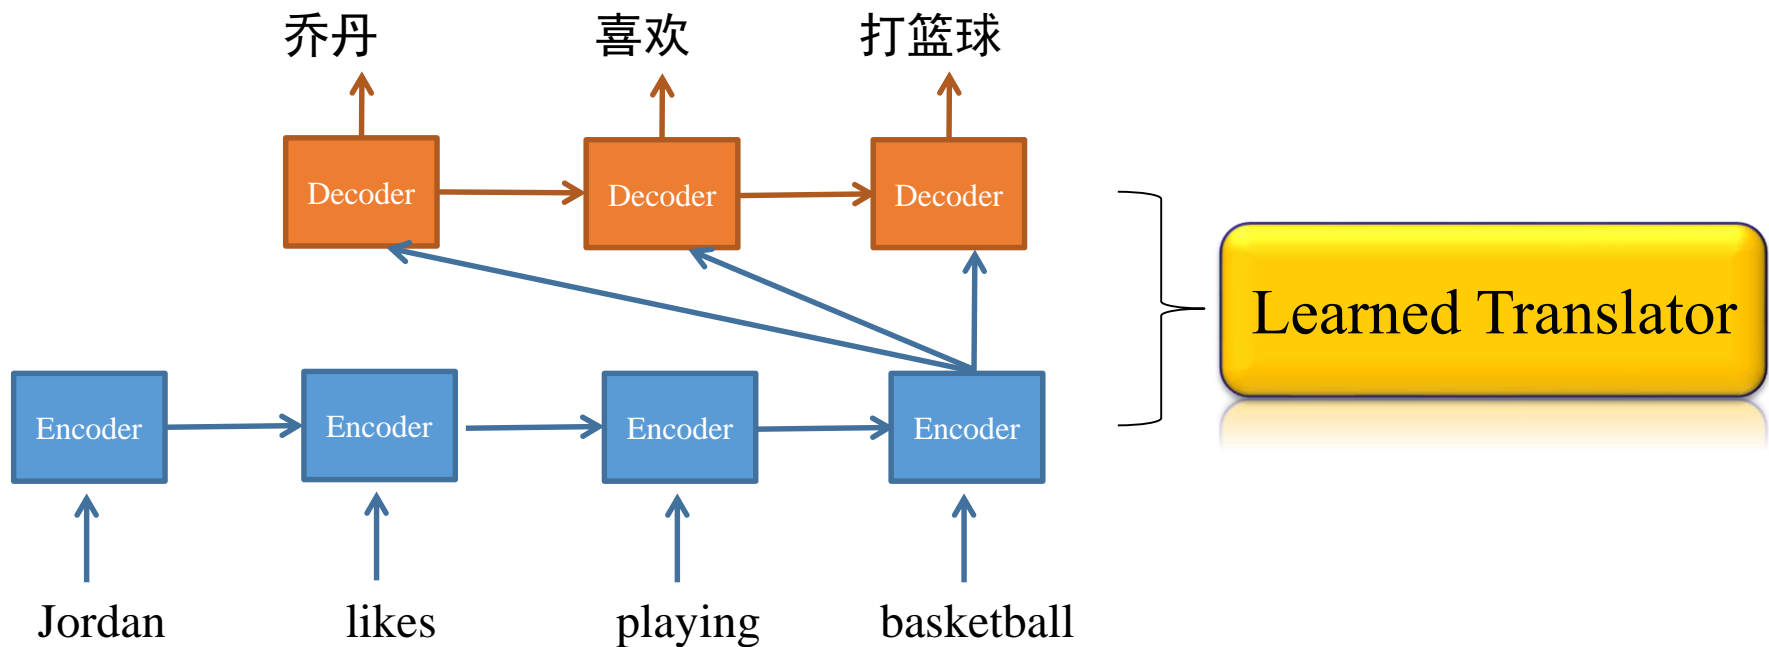 乔丹 喜欢 打篮球
Decoder Decoder Decoder
Learned Translator
Encoder Encoder Encoder Encoder
Jordan likes playing basketball